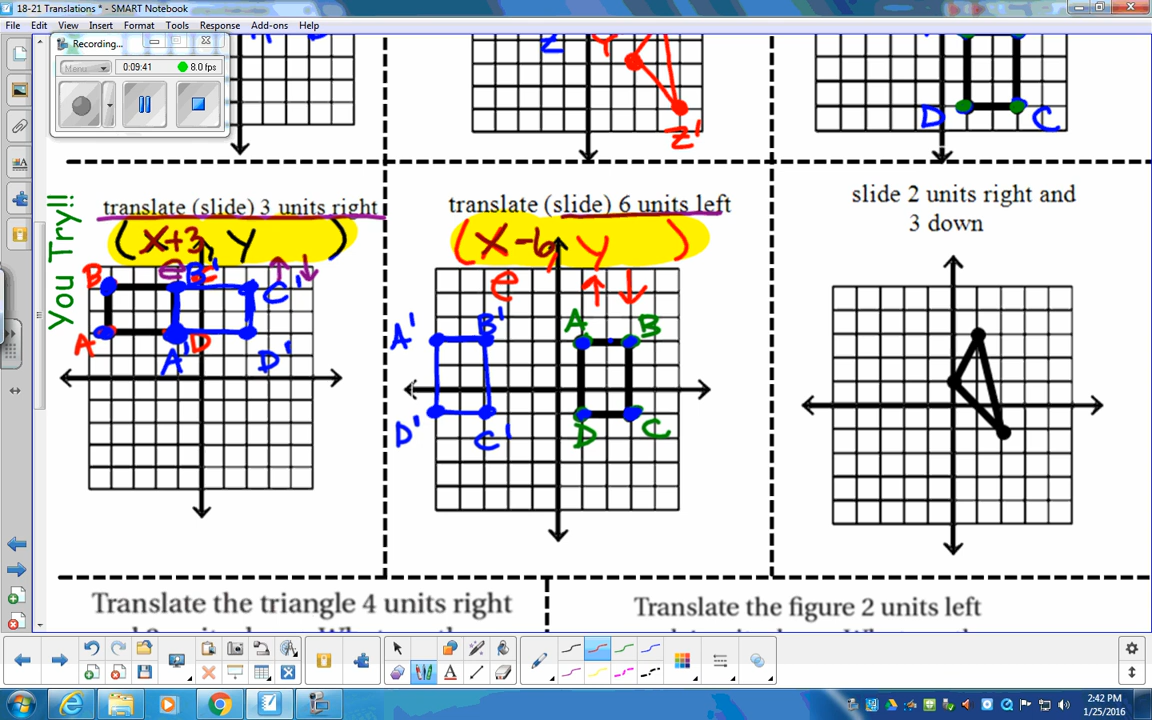 18-21 Translations * - SMART Notebook
File Edit View Insert Format Tools Response Add-ons Help
Recording...
Menu 0:09:41 8.0 fps
Z Y
Z'
D C
You Try!!
translate (slide) 3 units right
(X+3, Y )
B B' C C'
A A' D D'
translate (slide) 6 units left
(X -6, Y )
e
A' B' A B
D' C' D C
slide 2 units right and
3 down
Translate the triangle 4 units right
Translate the figure 2 units left
2:42 PM
1/25/2016